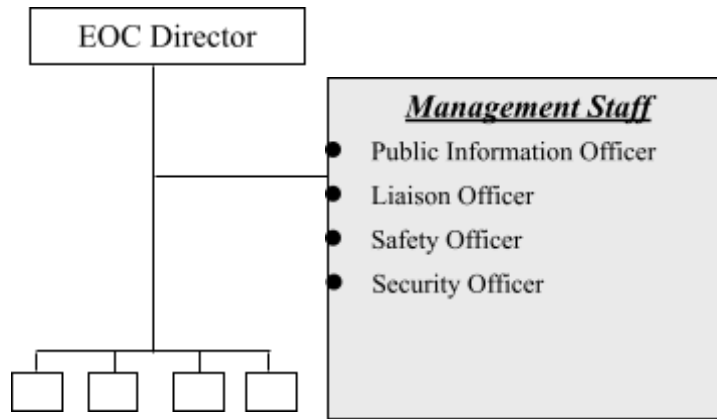 EOC Director
Management Staff
Public Information Officer
Liaison Officer
Safety Officer
Security Officer